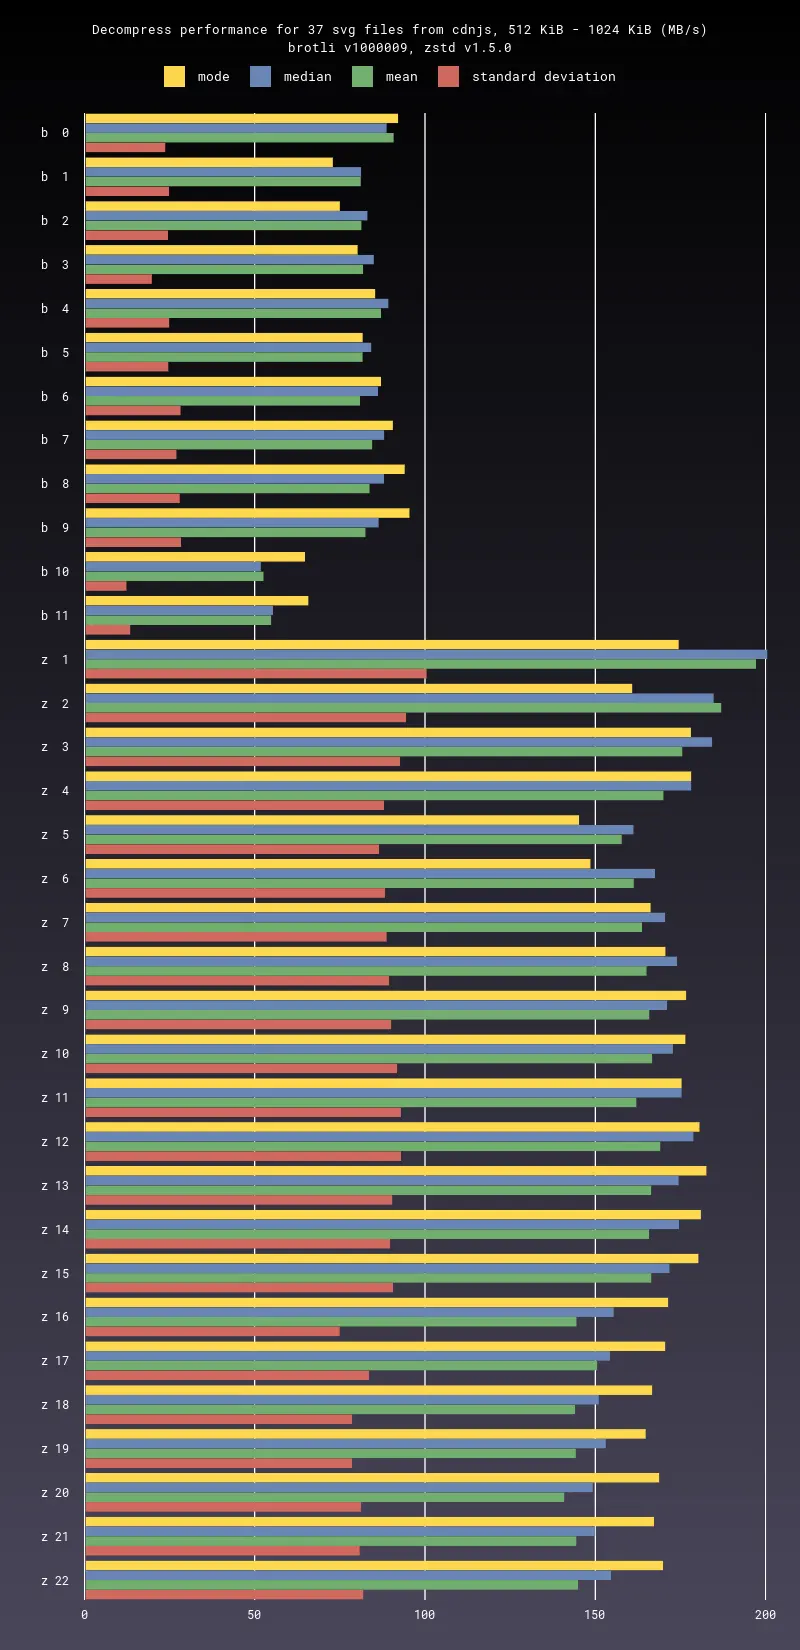 Decompress performance for 37 svg files from cdnjs, 512 KiB - 1024 KiB (MB/s)
brotli v1000009, zstd v1.5.0
mode median mean standard deviation
b 0
b 1
b 2
b 3
b 4
b 5
b 6
b 7
b 8
b 9
b 10
b 11
z 1
z 2
z 3
z 4
z 5
z 6
z 7
z 8
z 9
z 10
z 11
z 12
z 13
z 14
z 15
z 16
z 17
z 18
z 19
z 20
z 21
z 22
0 50 100 150 200